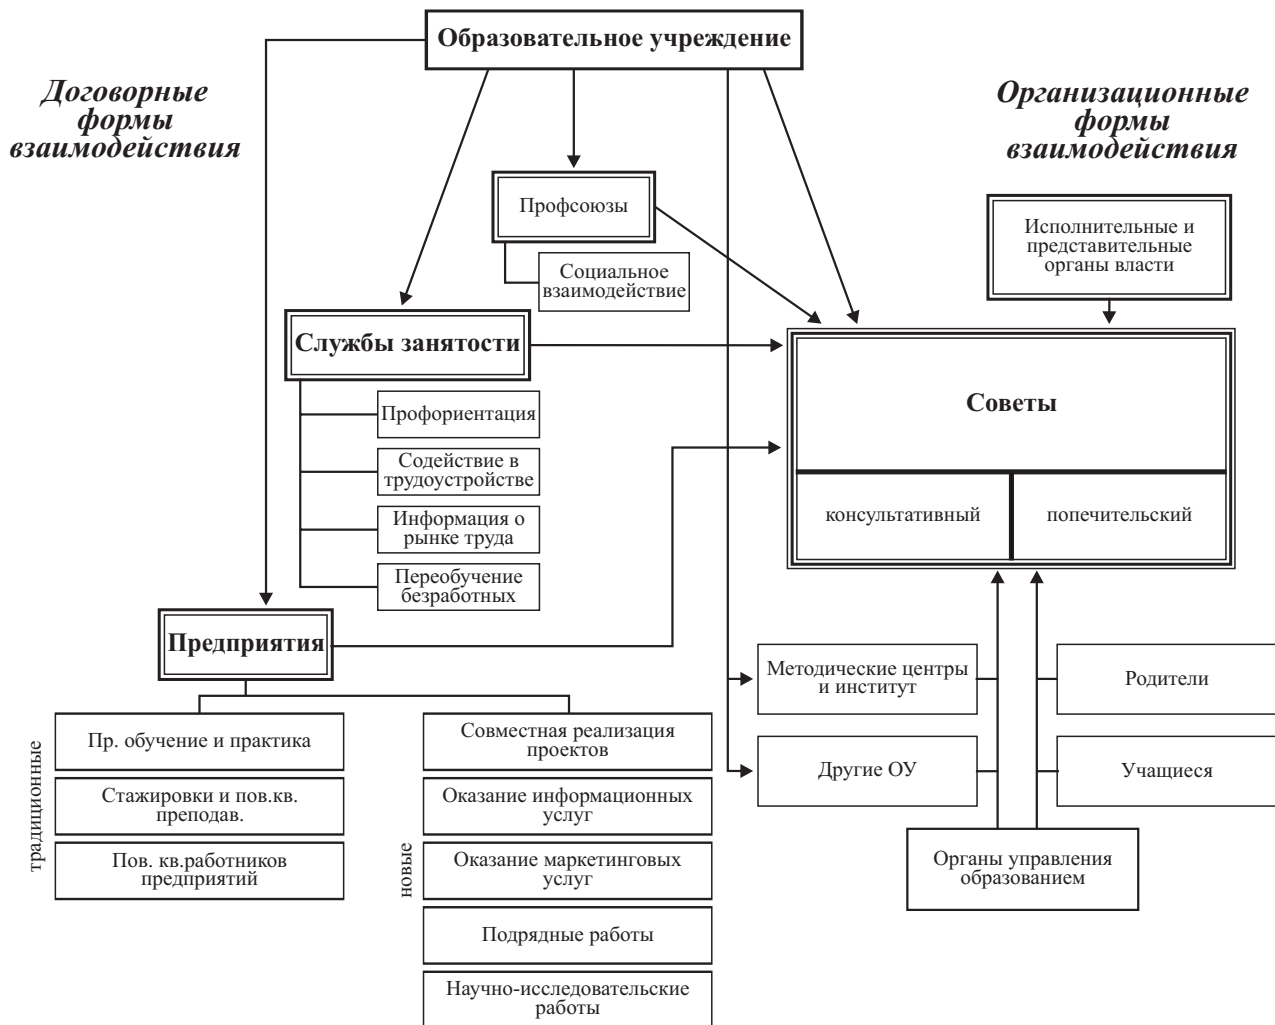 Образовательное учреждение
Договорные
формы
взаимодействия
Организационные
формы
взаимодействия
Профсоюзы
Социальное
взаимодействие
Исполнительные и
представительные
органы власти
Службы занятости
Профориентация
Содействие в
трудоустройстве
Информация о
рынке труда
Переобучение
безработных
Советы
консультативный
попечительский
Предприятия
традиционные
Пр. обучение и практика
Стажировки и пов.кв.
преподав.
Пов. кв.работников
предприятий
новые
Совместная реализация
проектов
Оказание информационных
услуг
Оказание маркетинговых
услуг
Подрядные работы
Научно-исследовательские
работы
Методические центры
и институт
Родители
Другие ОУ
Учащиеся
Органы управления
образованием